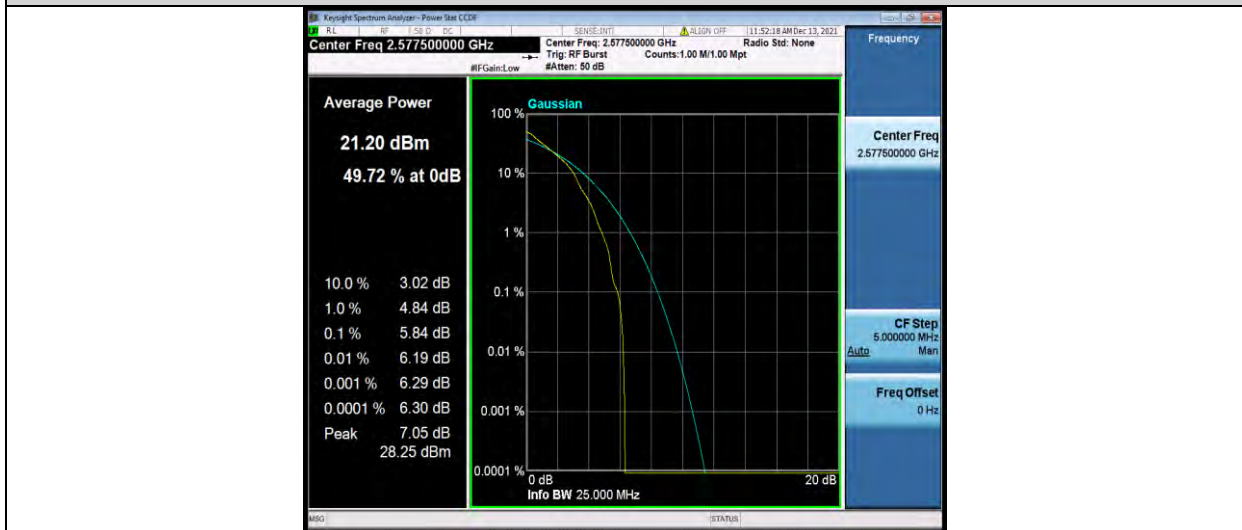 Keysight Spectrum Analyzer - Power Stat CCDF
RL RF 50 Ω DC SENSE:INT ALIGN OFF 11:52:18 AM Dec 13, 2021
Center Freq 2.577500000 GHz
Center Freq: 2.577500000 GHz Radio Std: None
Trig: RF Burst Counts:1.00 M/1.00 Mpt
#IFGain:Low #Atten: 50 dB
Frequency
Average Power
21.20 dBm
49.72 % at 0dB
10.0 % 3.02 dB
1.0 % 4.84 dB
0.1 % 5.84 dB
0.01 % 6.19 dB
0.001 % 6.29 dB
0.0001 % 6.30 dB
Peak 7.05 dB
28.25 dBm
Gaussian
100 %
10 %
1 %
0.1 %
0.01 %
0.001 %
0.0001 %
0 dB 20 dB
Info BW 25.000 MHz
Center Freq
2.577500000 GHz
CF Step
5.000000 MHz
Auto Man
Freq Offset
0 Hz
MSG STATUS